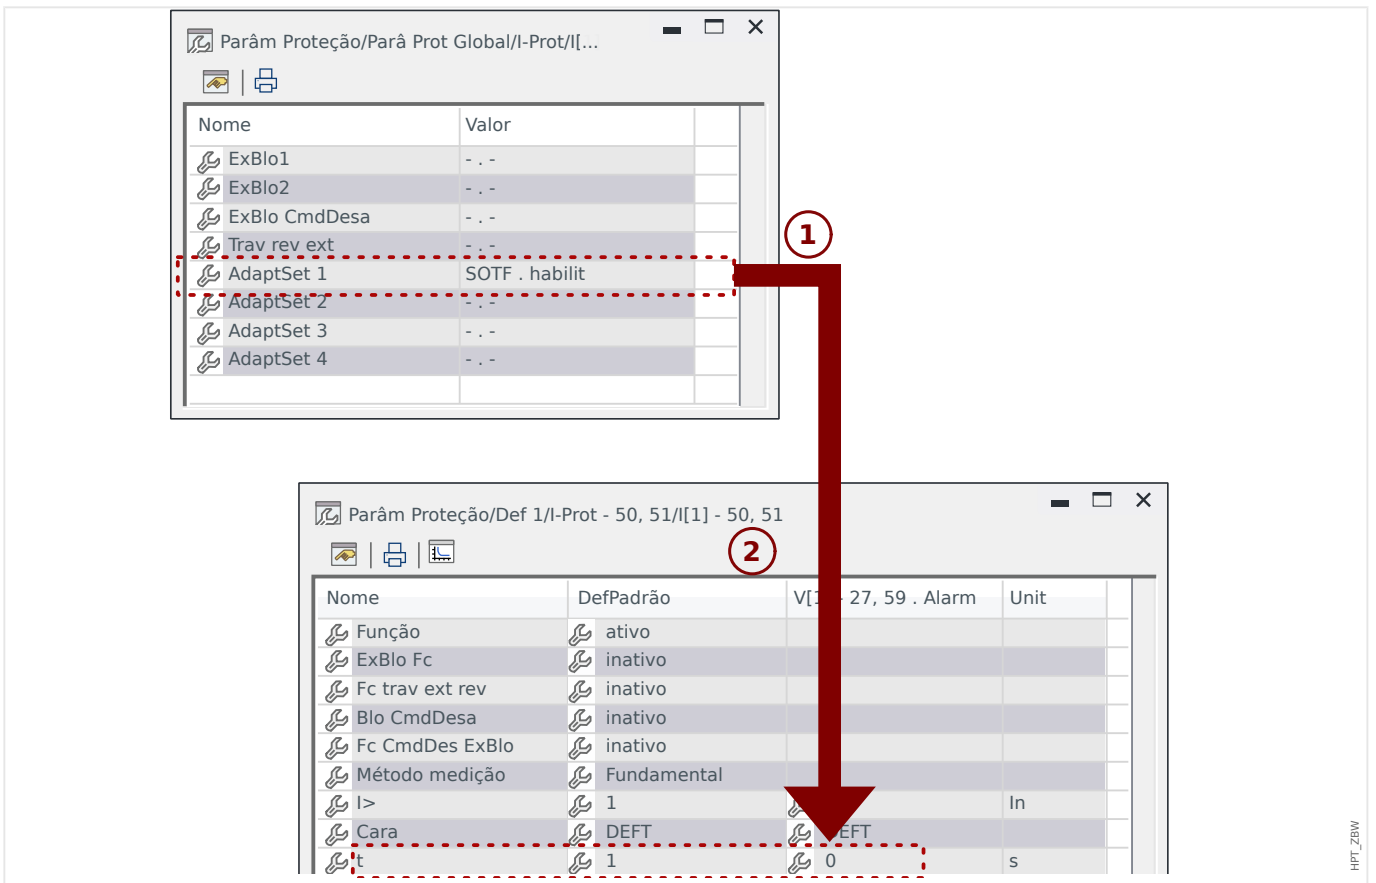 Parâm Proteção/Parâ Prot Global/I-Prot/I[...
Nome Valor
ExBlo1 - . -
ExBlo2 - . -
ExBlo CmdDesa - . -
Trav rev ext - . -
1
AdaptSet 1 SOTF . habilit
AdaptSet 2 - . -
AdaptSet 3 - . -
AdaptSet 4 - . -
Parâm Proteção/Def 1/I-Prot - 50, 51/I[1] - 50, 51
2
Nome DefPadrão 27, 59 . Alarm Unit
Função ativo
ExBlo Fc inativo
Fc trav ext rev inativo
Blo CmdDesa inativo
Fc CmdDes ExBlo inativo
Método medição Fundamental
I> 1 In
Cara DEFT
t 1 0 s
HPT_ZBW